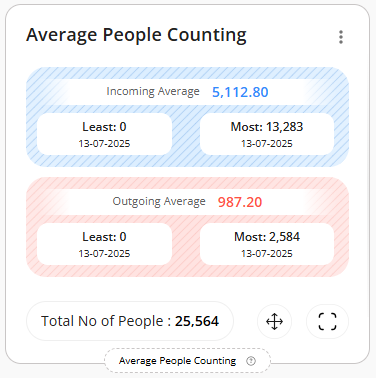 Average People Counting
Incoming Average 5,112.80
Least: 0 Most: 13,283
13-07-2025 13-07-2025
Outgoing Average 987.20
Least: 0 Most: 2,584
13-07-2025 13-07-2025
Total No of People : 25,564
Average People Counting ?